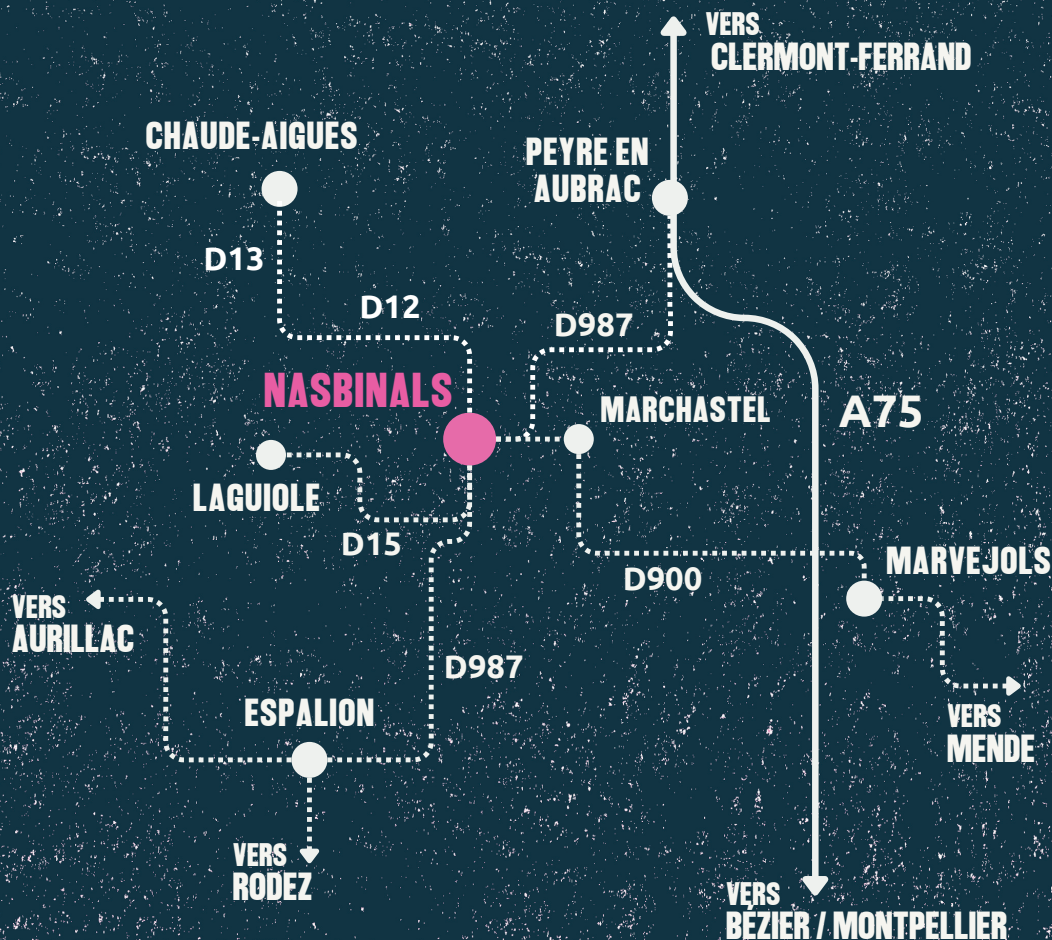 VERS
CLERMONT-FERRAND
CHAUDE-AIGUES
PEYRE EN
AUBRAC
D13
D12
D987
NASBINALS
MARCHASTEL
A75
LAGUIOLE
D15
MARVEJOLS
D900
VERS
AURILLAC
D987
ESPALION
VERS
MENDE
VERS
RODEZ
VERS
BÉZIER / MONTPELLIER